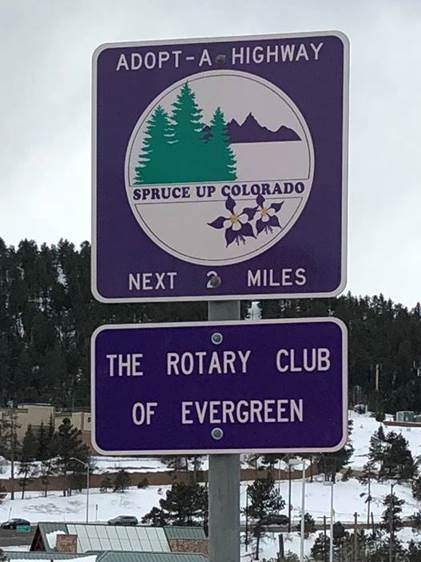 ADOPT-A HIGHWAY
SPRUCE UP COLORADO
NEXT 2 MILES
THE ROTARY CLUB
OF EVERGREEN